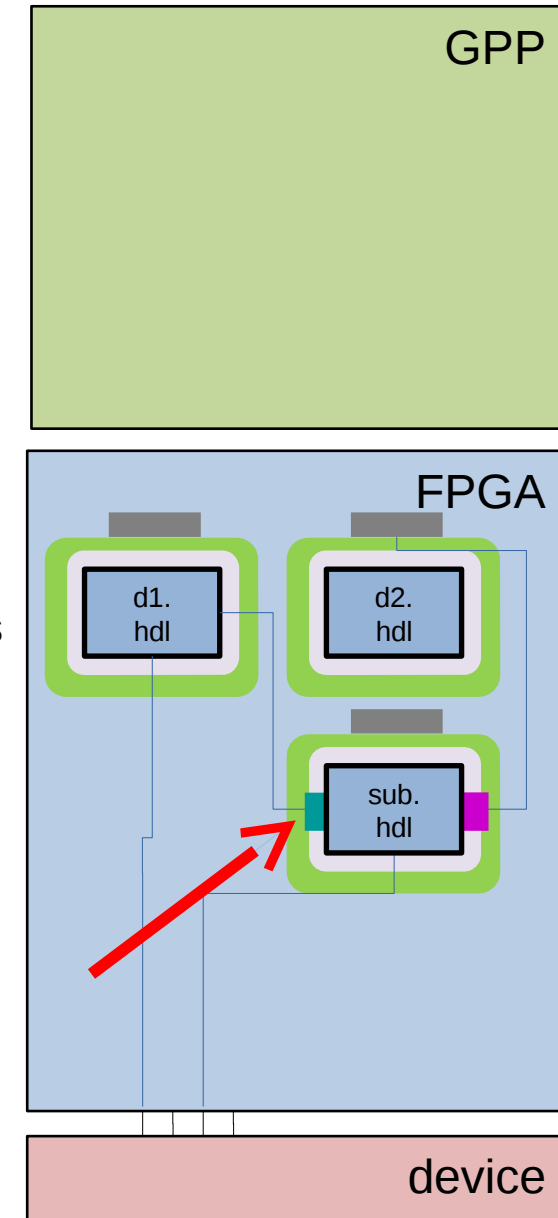 GPP
FPGA
d1.
hdl
d2.
hdl
s
sub.
hdl
device